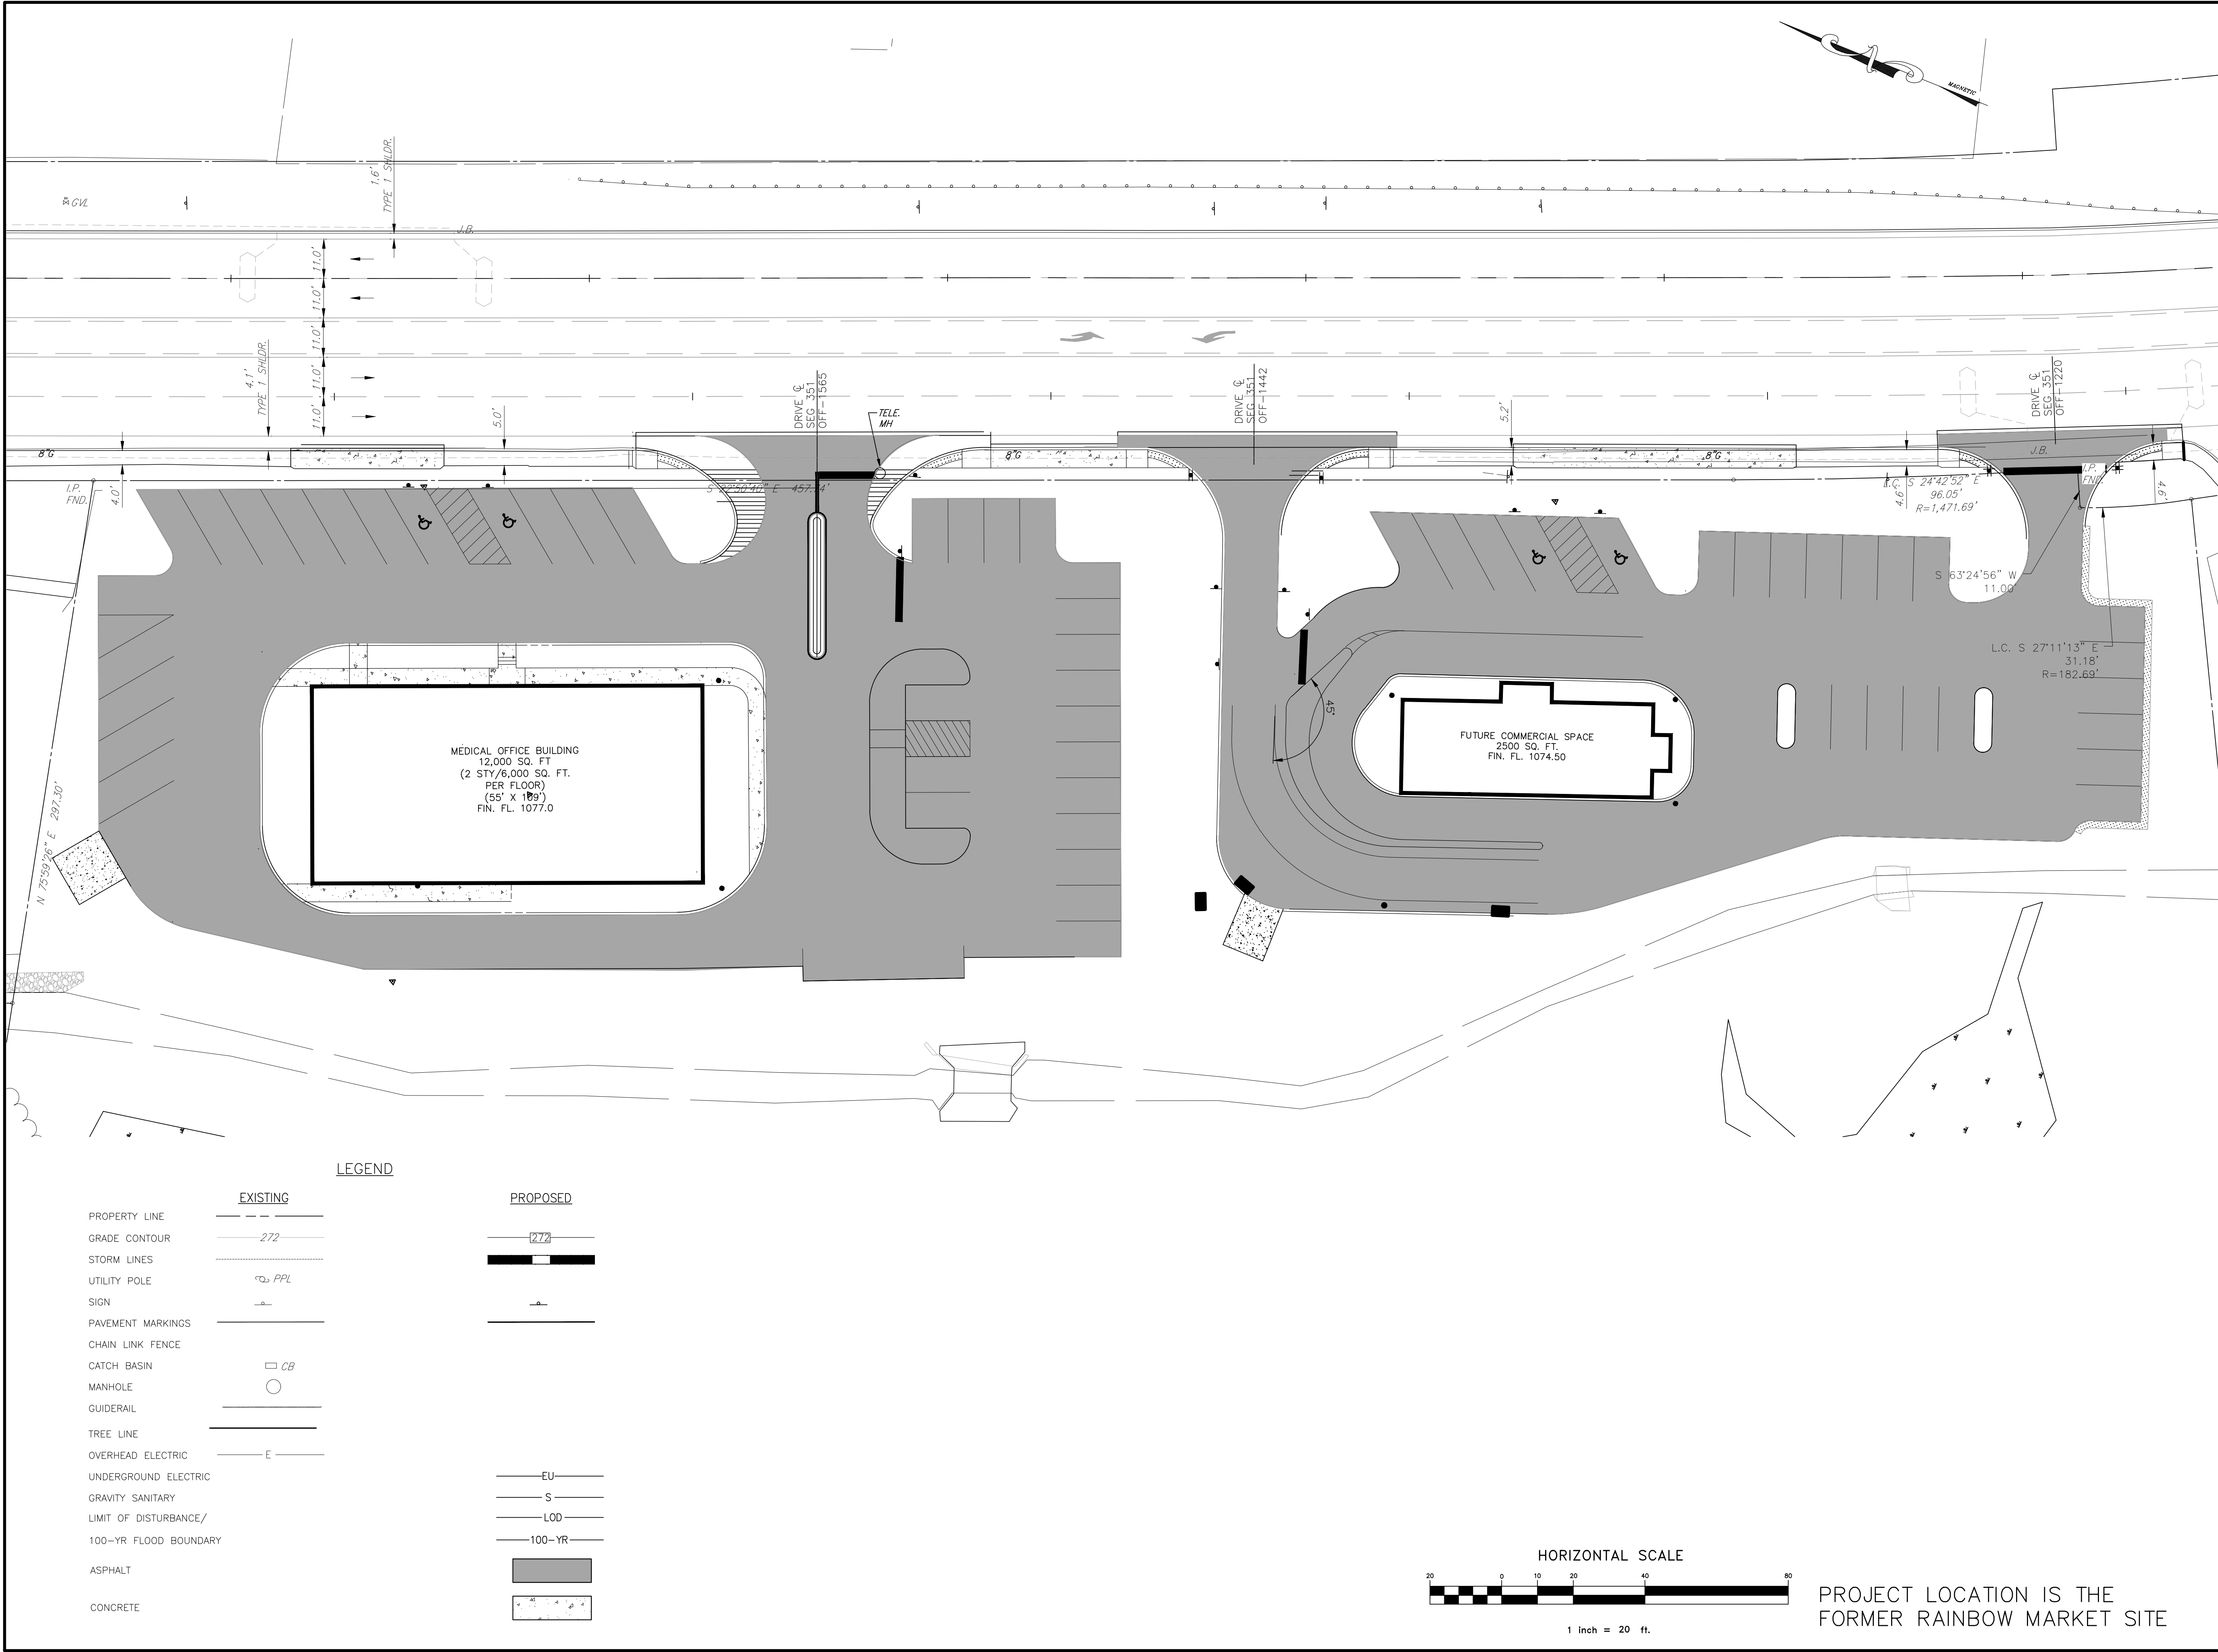 MAGNETIC
1.6'
TYPE 1 SHLDR.
GVL
J.B.
11.0'
11.0'
11.0'
11.0'
11.0'
4.1'
TYPE 1 SHLDR.
5.0'
DRIVE ℄
SEG 351
OFF-1565
TELE.
MH
DRIVE ℄
SEG 351
OFF-1442
5.2'
DRIVE ℄
SEG 351
OFF-1220
8"G
8"G
8"G
J.B.
I.P.
FND.
4.0'
S 22°50'40" E 457.74'
4.6'
L.C. S 24°42'52" E
96.05'
R=1,471.69'
I.P.
FND.
4.6'
S 63°24'56" W
11.00'
L.C. S 27°11'13" E
31.18'
R=182.69'
45°
N 75°59'26" E 297.30'
MEDICAL OFFICE BUILDING
12,000 SQ. FT
(2 STY/6,000 SQ. FT.
PER FLOOR)
(55' X 109')
FIN. FL. 1077.0
FUTURE COMMERCIAL SPACE
2500 SQ. FT.
FIN. FL. 1074.50
LEGEND
EXISTING PROPOSED
PROPERTY LINE
GRADE CONTOUR 272 272
STORM LINES
UTILITY POLE PPL
SIGN
PAVEMENT MARKINGS
CHAIN LINK FENCE
CATCH BASIN CB
MANHOLE
GUIDERAIL
TREE LINE
OVERHEAD ELECTRIC E
UNDERGROUND ELECTRIC EU
GRAVITY SANITARY S
LIMIT OF DISTURBANCE/ LOD
100-YR FLOOD BOUNDARY 100-YR
ASPHALT
CONCRETE
HORIZONTAL SCALE
20 0 10 20 40 80
1 inch = 20 ft.
PROJECT LOCATION IS THE
FORMER RAINBOW MARKET SITE